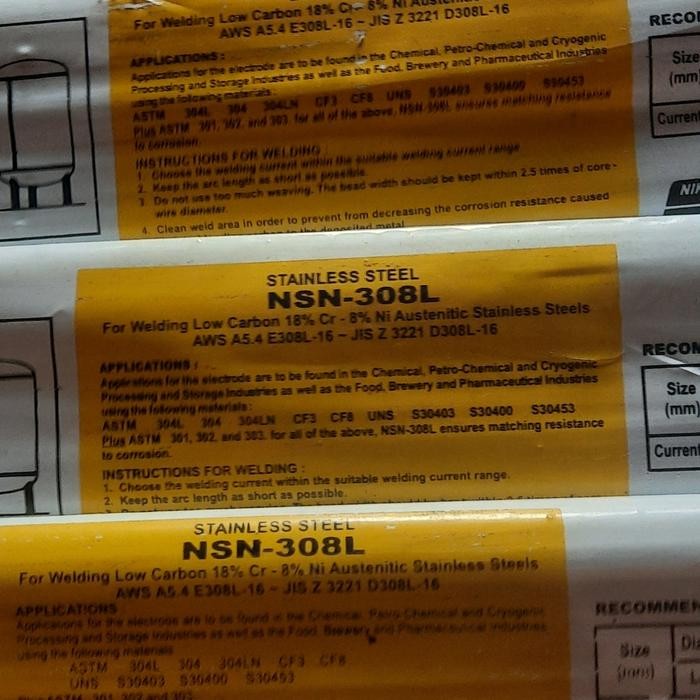 For Welding Low Carbon 18% Cr - 8% Ni Austenitic
AWS A5.4 E308L-16 ~ JIS Z 3221 D308L-16
APPLICATIONS :
Applications for the electrode are to be found in the Chemical, Petro-Chemical and Cryogenic
Processing and Storage Industries as well as the Food, Brewery and Pharmaceutical Industries
using the following materials:
ASTM 304L 304 304LN CF3 CF8 UNS S30403 S30400 S30453
Plus ASTM 301, 302, and 303, for all of the above, NSN-308L ensures matching resistance
to corrosion.
INSTRUCTIONS FOR WELDING :
1. Choose the welding current within the suitable welding current range
2. Keep the arc length as short as possible.
3. Do not use too much weaving. The bead width should be kept within 2.5 times of core-
wire diameter.
4. Clean weld area in order to prevent from decreasing the corrosion resistance caused
deposited metal
RECO
Size
(mm)
Current
STAINLESS STEEL
NSN-308L
For Welding Low Carbon 18% Cr - 8% Ni Austenitic Stainless Steels
AWS A5.4 E308L-16 ~ JIS Z 3221 D308L-16
APPLICATIONS :
Applications for the electrode are to be found in the Chemical, Petro-Chemical and Cryogenic
Processing and Storage Industries as well as the Food, Brewery and Pharmaceutical Industries
using the following materials:
ASTM 304L 304 304LN CF3 CF8 UNS S30403 S30400 S30453
Plus ASTM 301, 302, and 303, for all of the above, NSN-308L ensures matching resistance
to corrosion.
INSTRUCTIONS FOR WELDING :
1. Choose the welding current within the suitable welding current range.
2. Keep the arc length as short as possible.
RECOM
Size
(mm)
Current
STAINLESS STEEL
NSN-308L
For Welding Low Carbon 18% Cr - 8% Ni Austenitic Stainless Steels
AWS A5.4 E308L-16 ~ JIS Z 3221 D308L-16
APPLICATIONS
Applications for the electrode are to be found in the Chemical, Petro-Chemical and Cryogenic
Processing and Storage Industries as well as the Food, Brewery and Pharmaceutical Industries
using the following materials
ASTM 304L 304 304LN CF3 CF8
UNS S30403 S30400 S30453
Plus ASTM 301, 302 and 303
RECOMMEN
Size
(mm)
Dia